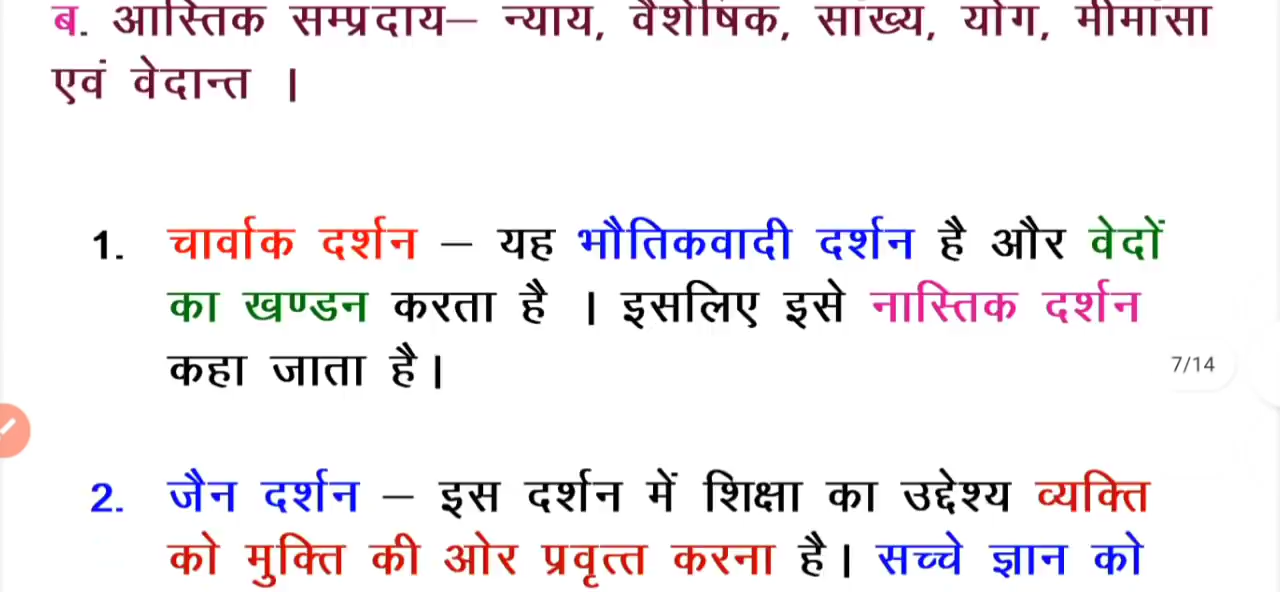 ब. आस्तिक सम्प्रदाय– न्याय, वैशेषिक, सांख्य, योग, मीमांसा
एवं वेदान्त ।
1. चार्वाक दर्शन – यह भौतिकवादी दर्शन है और वेदों
का खण्डन करता है । इसलिए इसे नास्तिक दर्शन
कहा जाता है।
7/14
2. जैन दर्शन – इस दर्शन में शिक्षा का उद्देश्य व्यक्ति
को मुक्ति की ओर प्रवृत्त करना है। सच्चे ज्ञान को